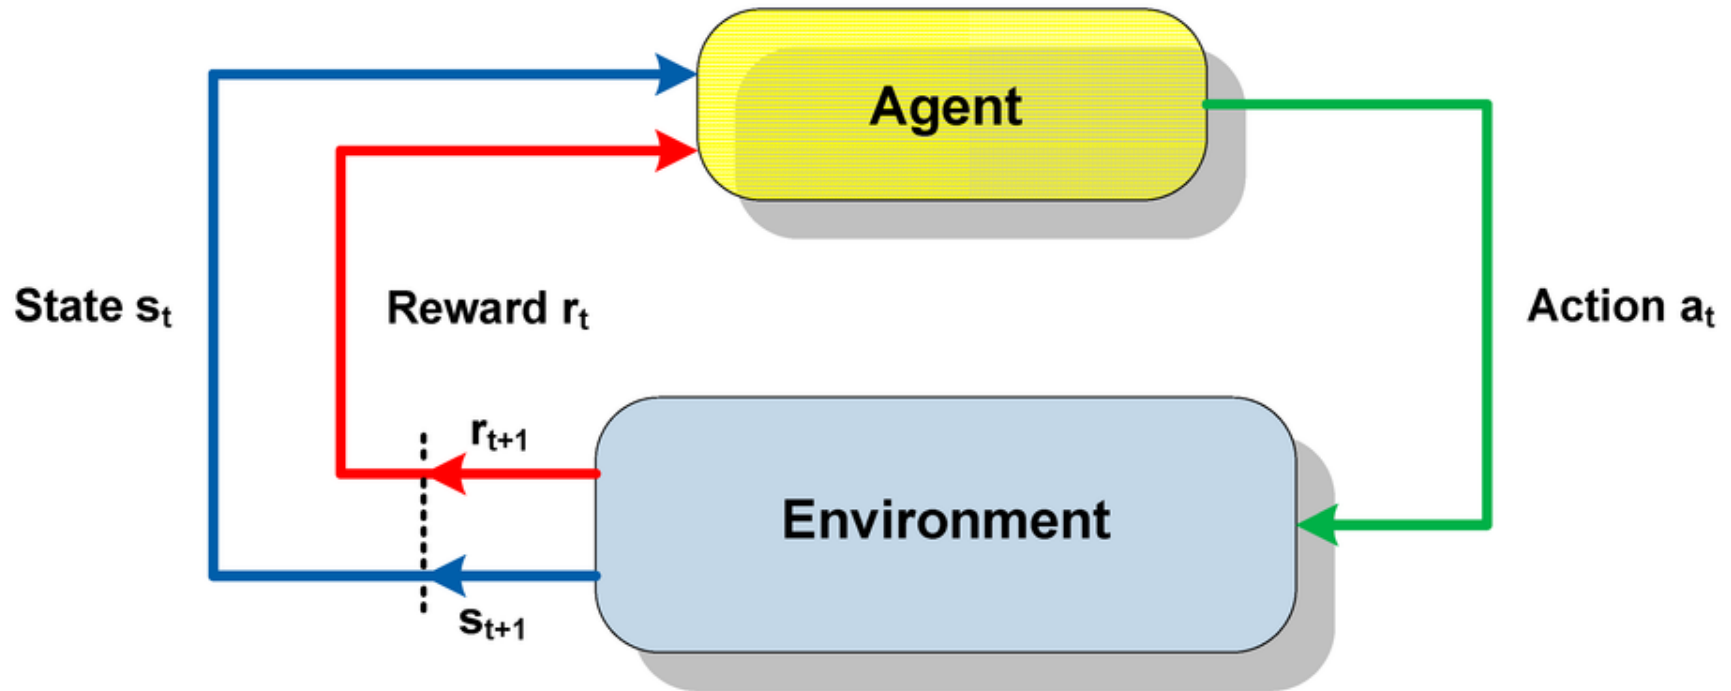 Agent
State sₜ
Reward rₜ
Action aₜ
rₜ₊₁
Environment
sₜ₊₁